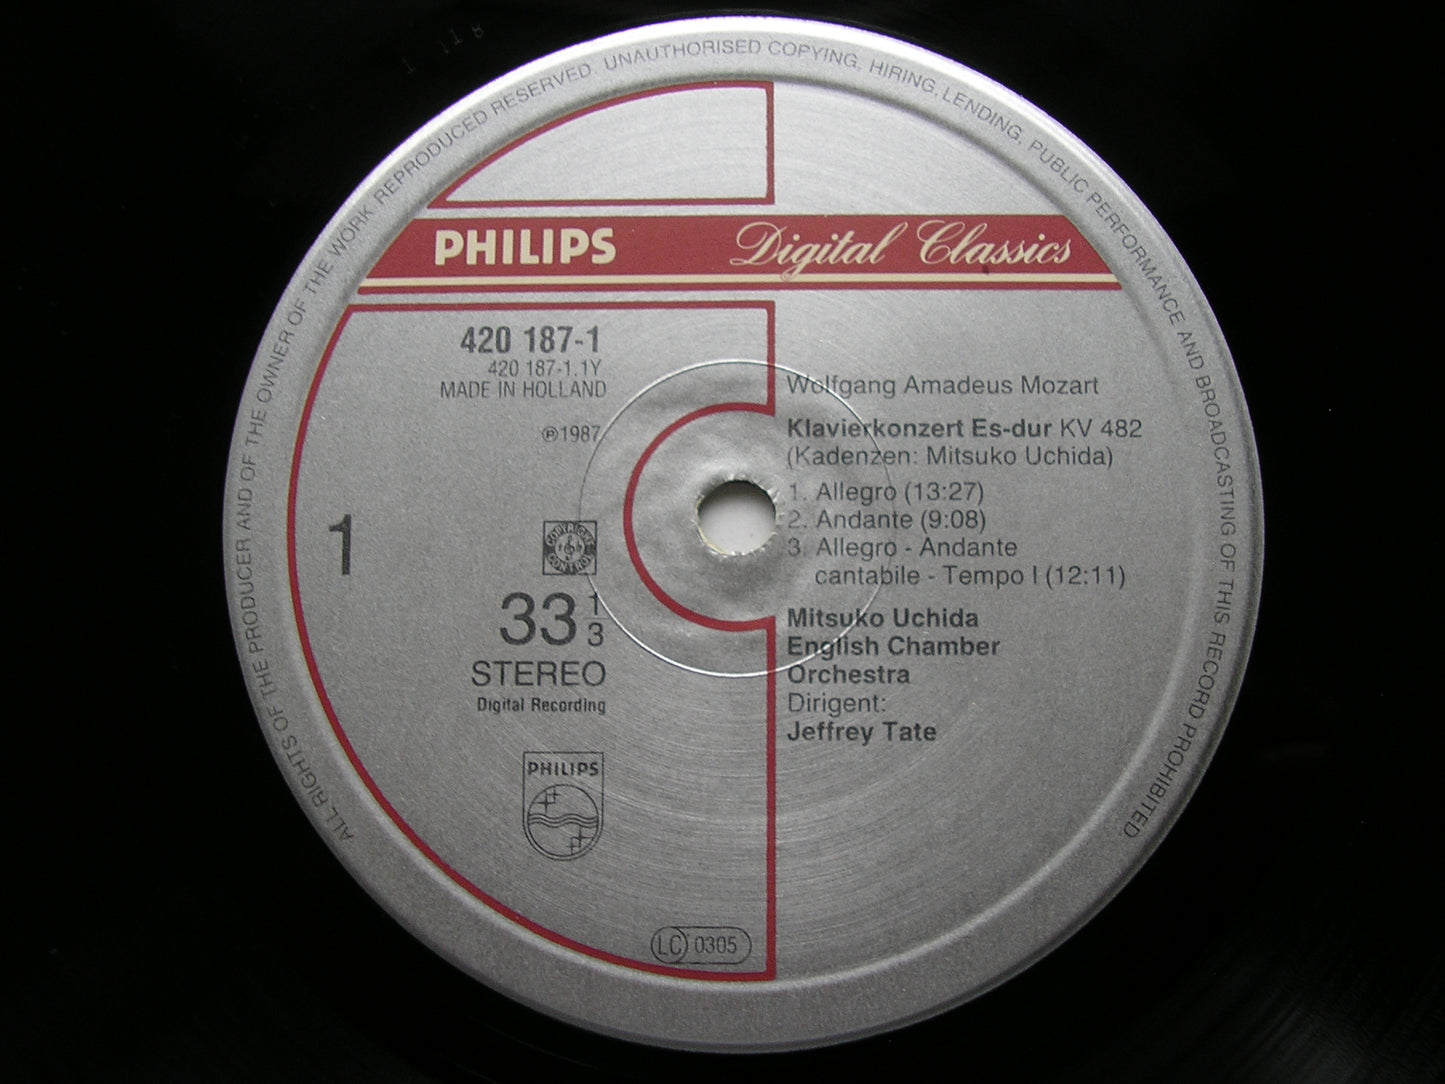 ALL RIGHTS OF THE PRODUCER AND OF THE OWNER OF THE WORK REPRODUCED RESERVED. UNAUTHORISED COPYING, HIRING, LENDING, PUBLIC PERFORMANCE AND BROADCASTING OF THIS RECORD PROHIBITED.
PHILIPS Digital Classics
420 187-1
420 187-1.1Y
MADE IN HOLLAND
℗1987
1
COPYRIGHT CONTROL
33 1/3
STEREO
Digital Recording
PHILIPS
LC 0305
Wolfgang Amadeus Mozart
Klavierkonzert Es-dur KV 482
(Kadenzen: Mitsuko Uchida)
1. Allegro (13:27)
2. Andante (9:08)
3. Allegro - Andante
cantabile - Tempo I (12:11)
Mitsuko Uchida
English Chamber
Orchestra
Dirigent:
Jeffrey Tate